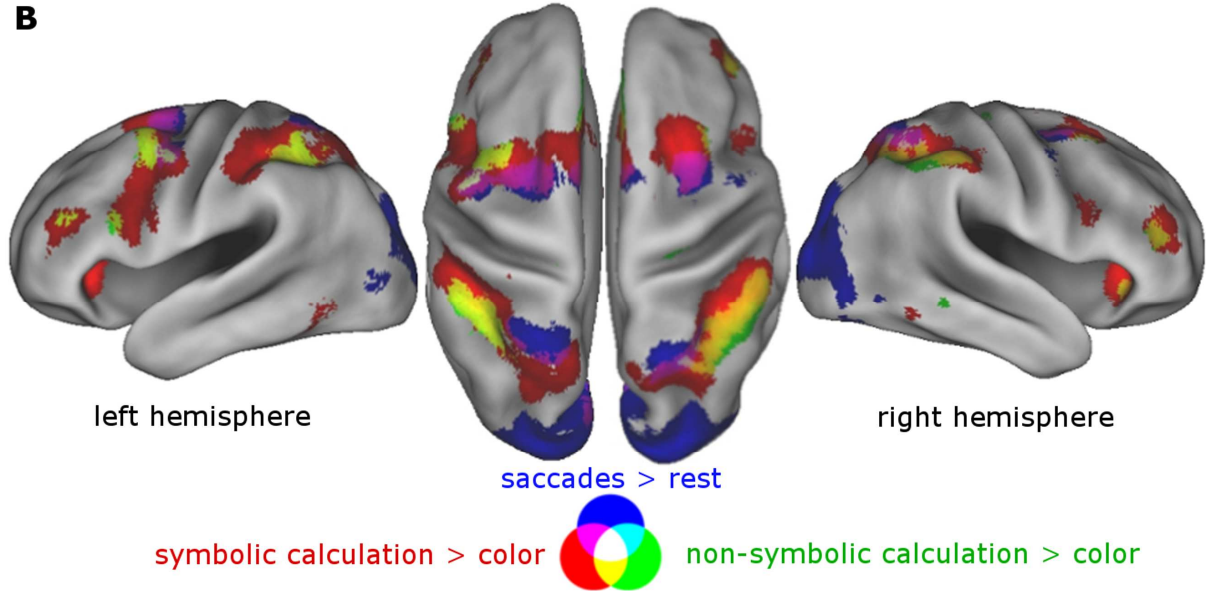 B
left hemisphere
right hemisphere
saccades > rest
symbolic calculation > color
non-symbolic calculation > color